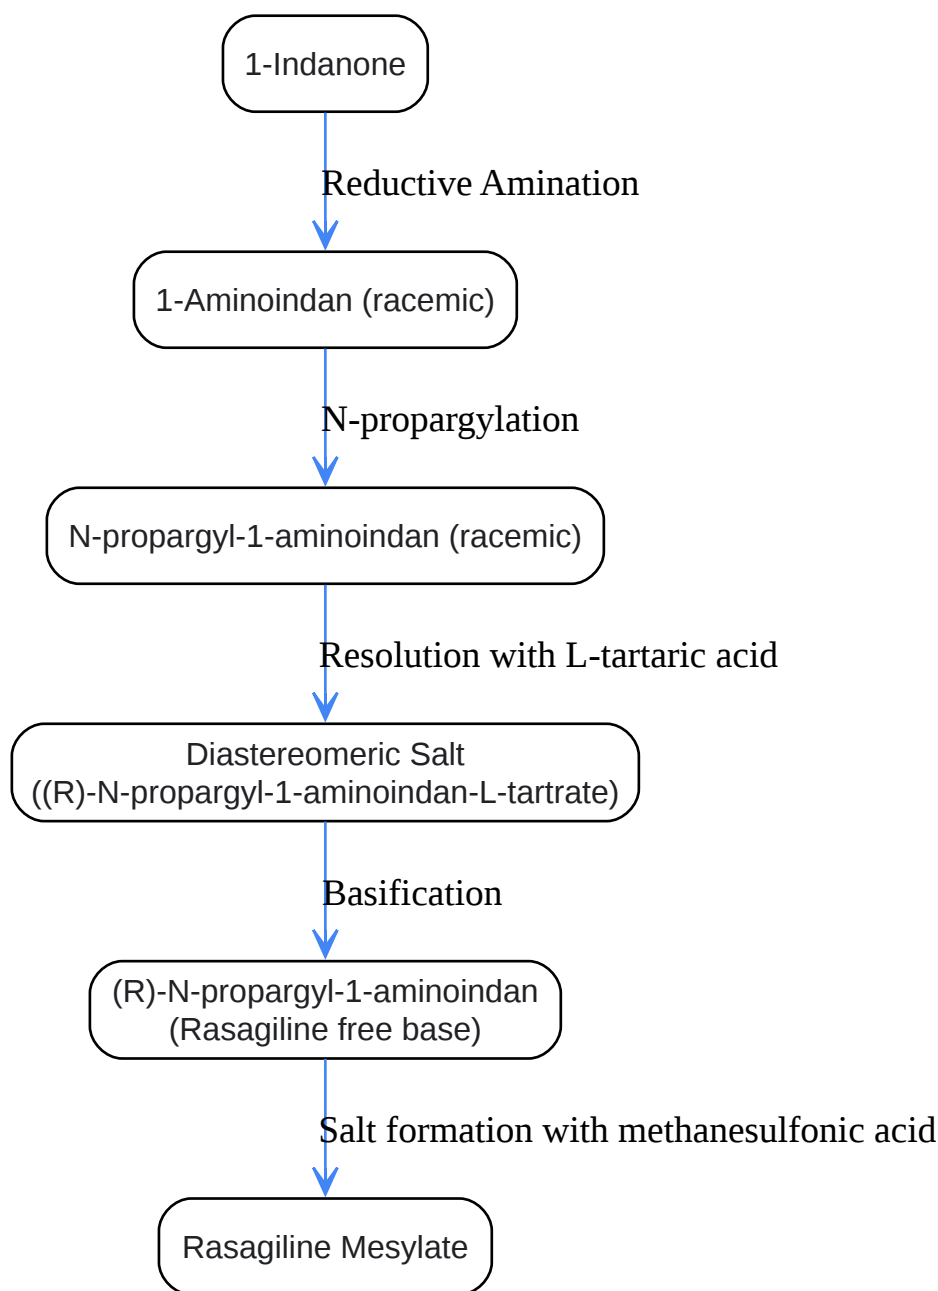 1-Indanone
Reductive Amination
1-Aminoindan (racemic)
N-propargylation
N-propargyl-1-aminoindan (racemic)
Resolution with L-tartaric acid
Diastereomeric Salt
((R)-N-propargyl-1-aminoindan-L-tartrate)
Basification
(R)-N-propargyl-1-aminoindan
(Rasagiline free base)
Salt formation with methanesulfonic acid
Rasagiline Mesylate